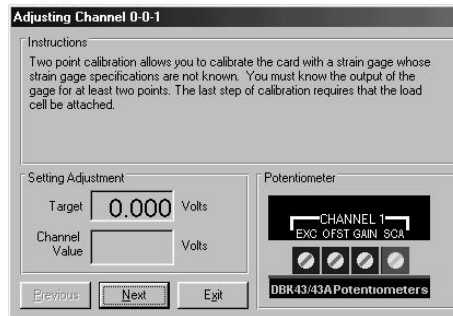 Adjusting Channel 0-0-1
Instructions
Two point calibration allows you to calibrate the card with a strain gage whose
strain gage specifications are not known. You must know the output of the
gage for at least two points. The last step of calibration requires that the load
cell be attached.
Setting Adjustment
Target 0.000 Volts
Channel
Value Volts
Previous Next Exit
Potentiometer
CHANNEL 1
EXC OFST GAIN SCA
DBK43/43A Potentiometers